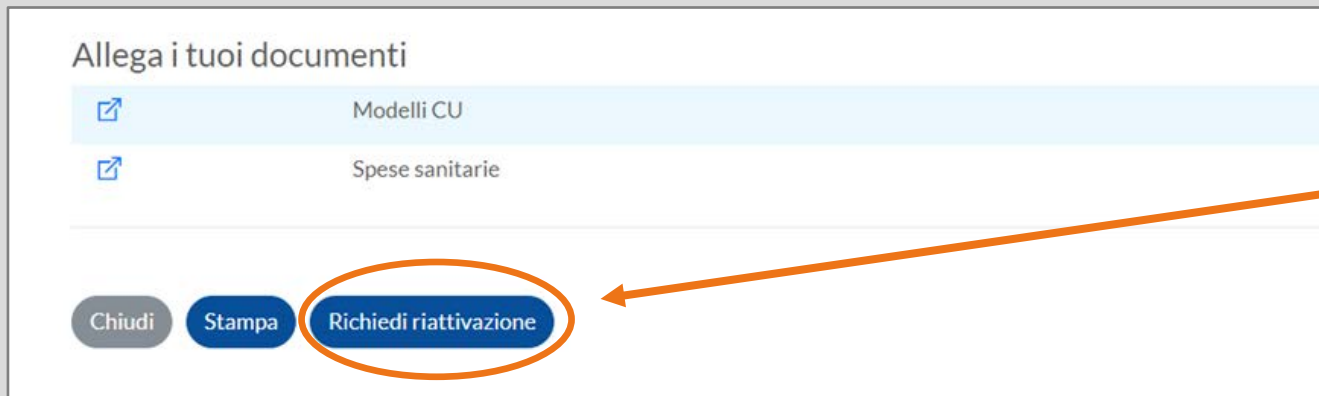 Allega i tuoi documenti
Modelli CU
Spese sanitarie
Chiudi Stampa Richiedi riattivazione